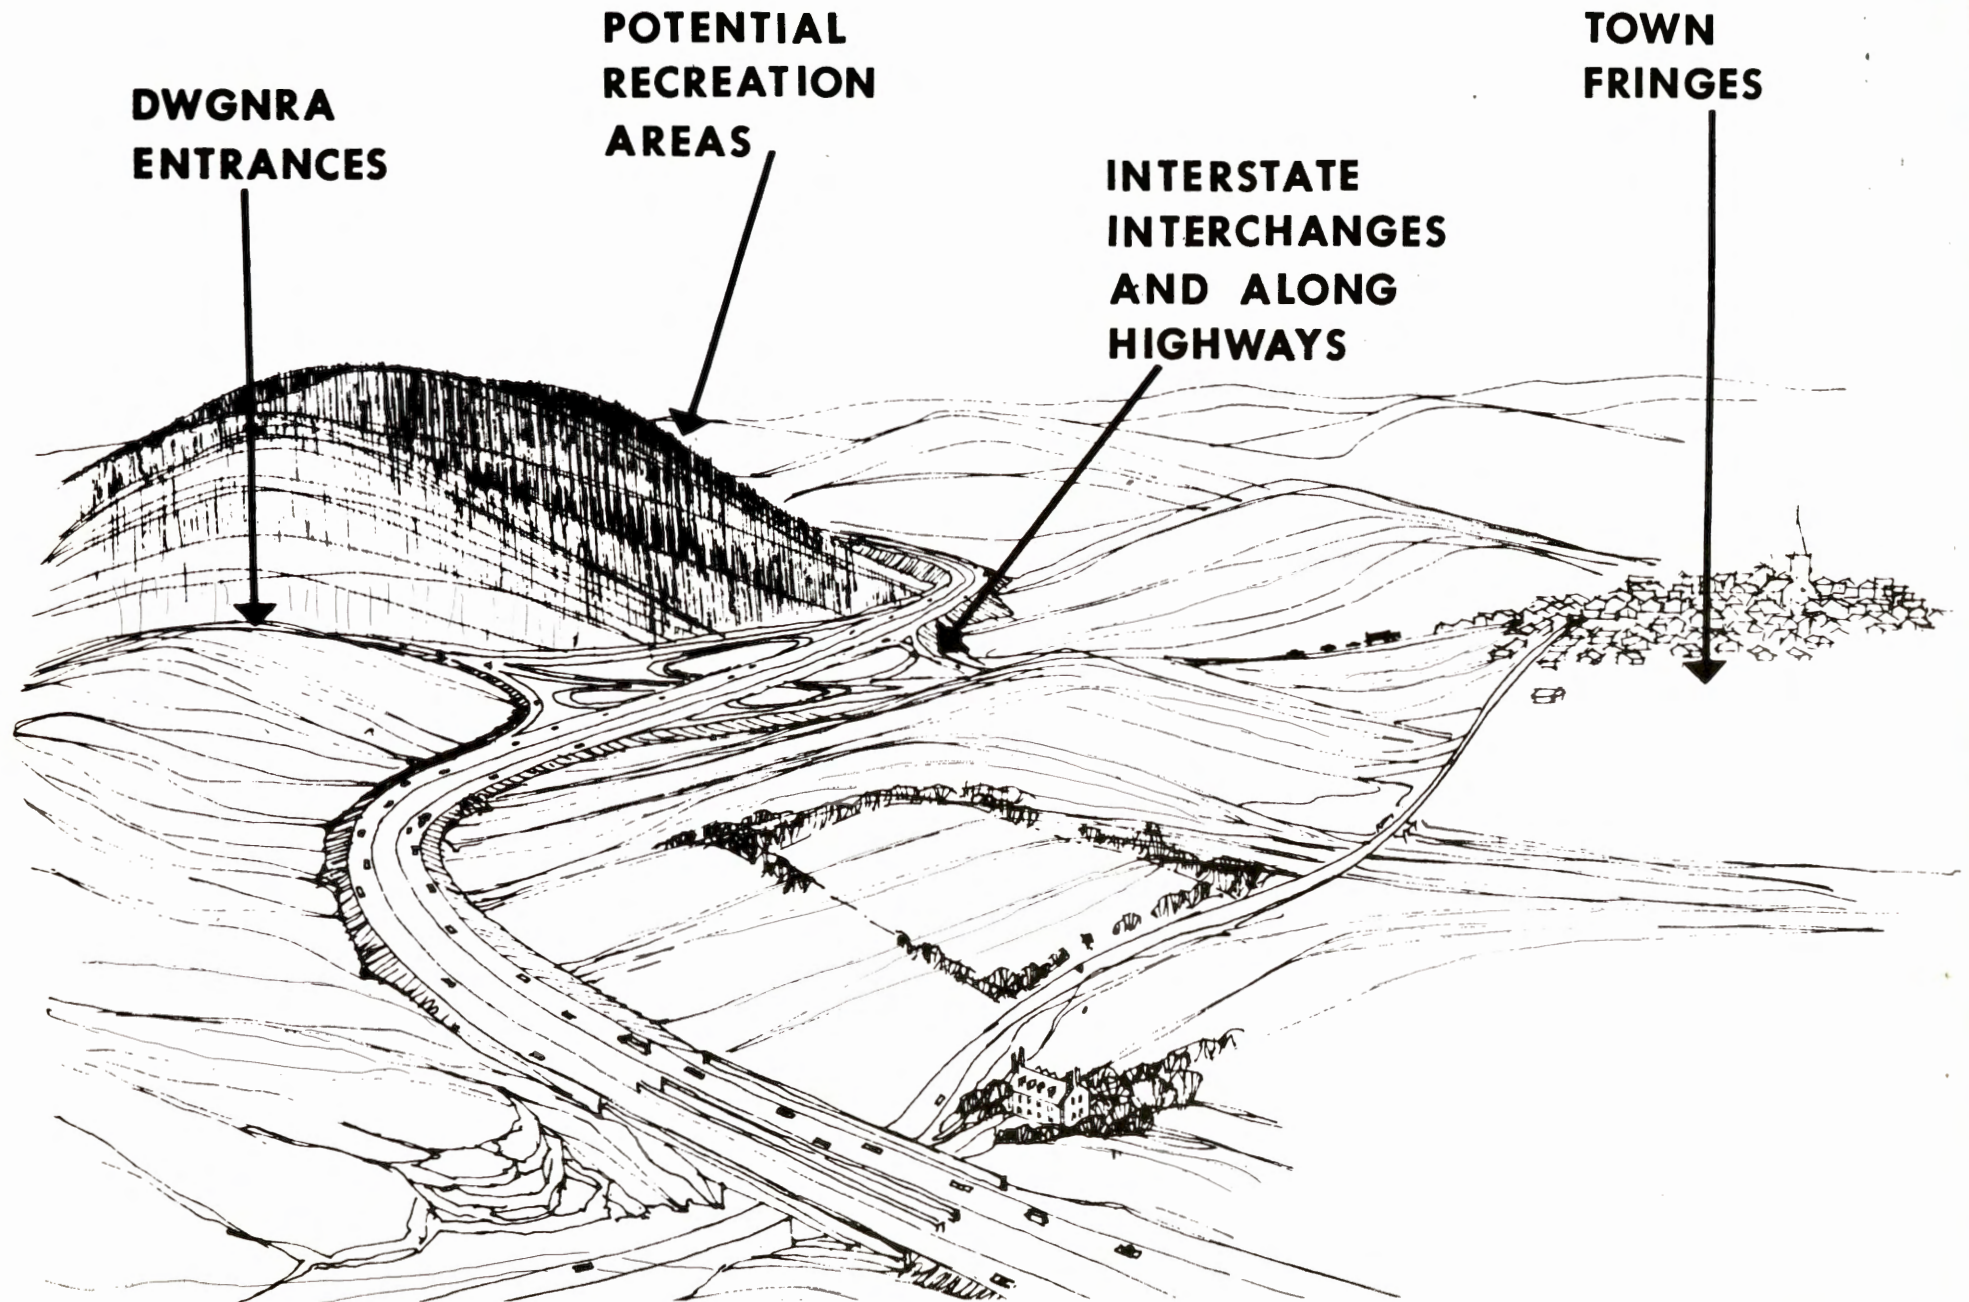 DWGNRA
ENTRANCES
POTENTIAL
RECREATION
AREAS
INTERSTATE
INTERCHANGES
AND ALONG
HIGHWAYS
TOWN
FRINGES